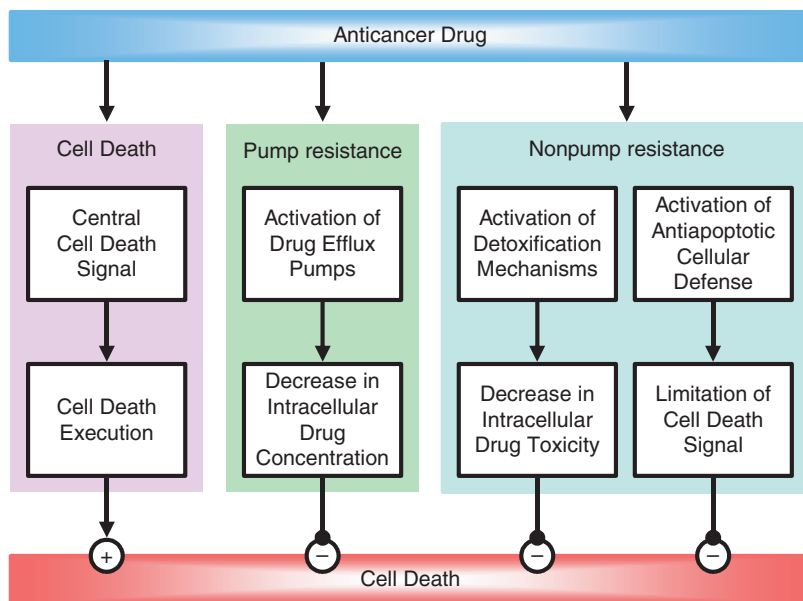 Anticancer Drug
Cell Death
Central
Cell Death
Signal
Cell Death
Execution
+
Pump resistance
Activation of
Drug Efflux
Pumps
Decrease in
Intracellular
Drug
Concentration
−
Nonpump resistance
Activation of
Detoxification
Mechanisms
Decrease in
Intracellular
Drug Toxicity
−
Activation of
Antiapoptotic
Cellular
Defense
Limitation of
Cell Death
Signal
−
Cell Death